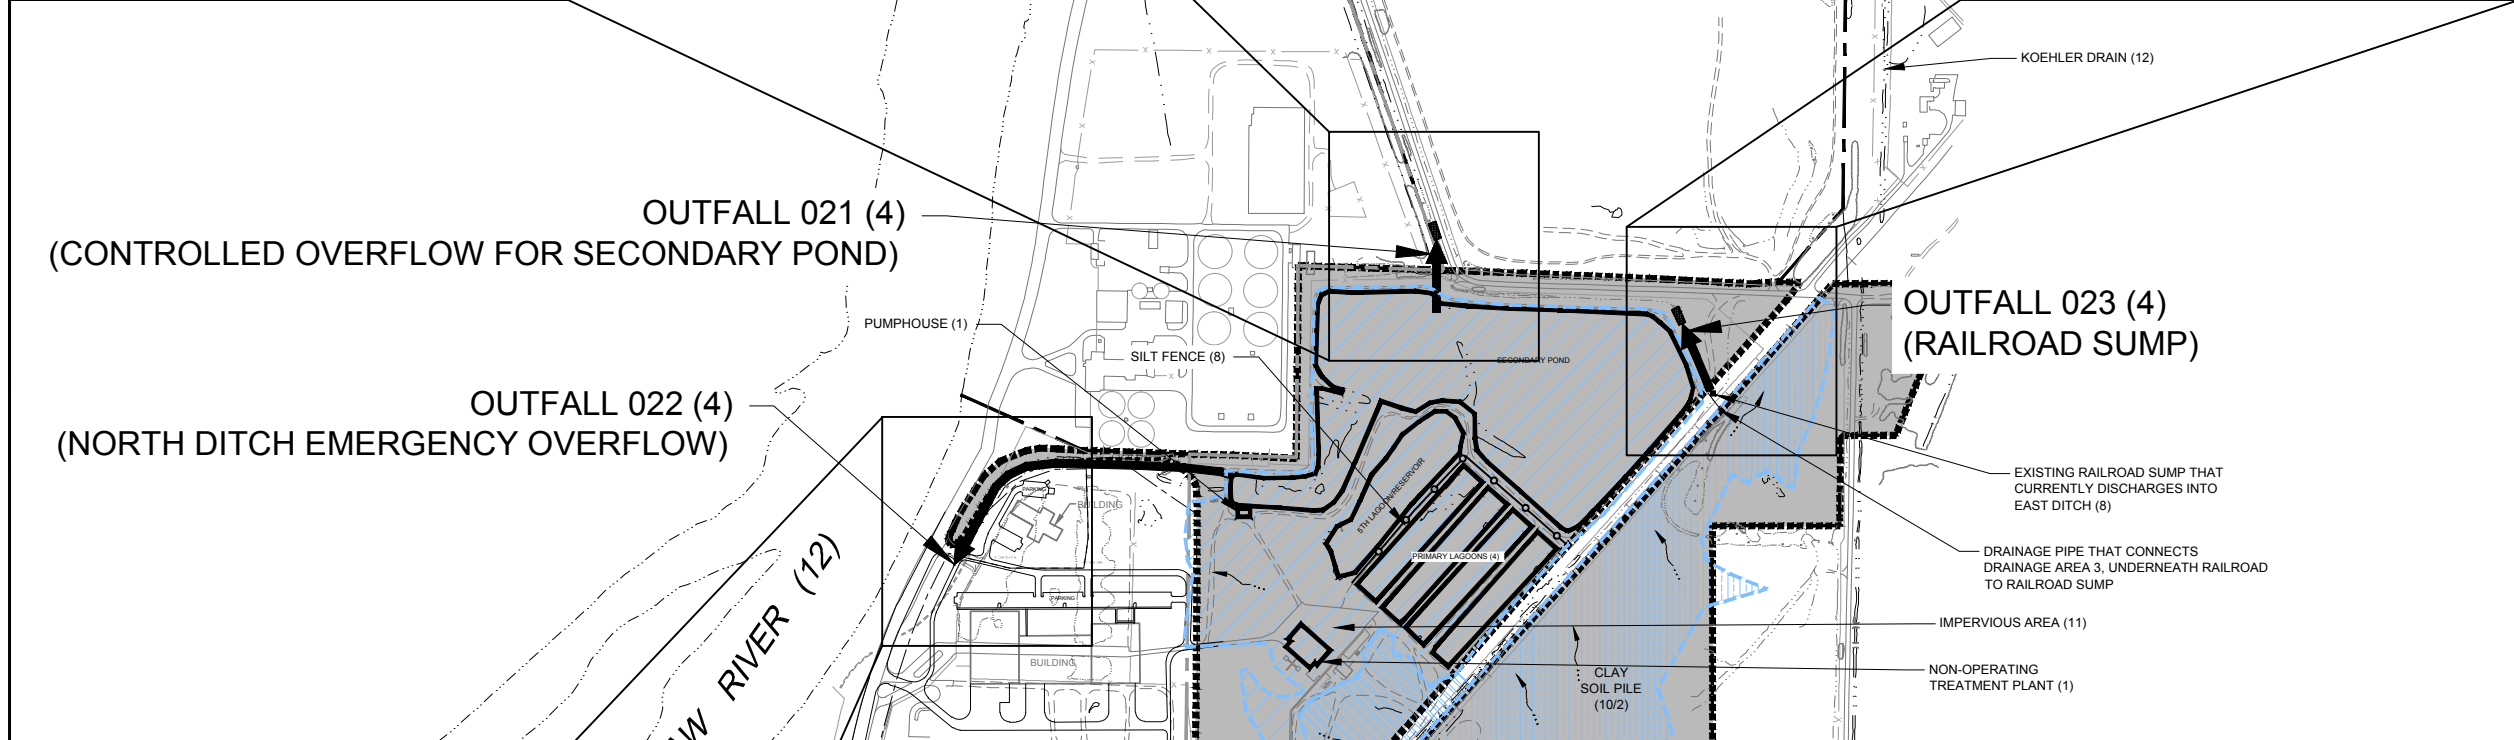 KOEHLER DRAIN (12)
OUTFALL 021 (4)
(CONTROLLED OVERFLOW FOR SECONDARY POND)
OUTFALL 023 (4)
(RAILROAD SUMP)
PUMPHOUSE (1)
SILT FENCE (8)
SECONDARY POND
OUTFALL 022 (4)
(NORTH DITCH EMERGENCY OVERFLOW)
5TH LAGOON/RESERVOIR
EXISTING RAILROAD SUMP THAT
CURRENTLY DISCHARGES INTO
EAST DITCH (8)
PARKING
BUILDING
PRIMARY LAGOONS (4)
DRAINAGE PIPE THAT CONNECTS
DRAINAGE AREA 3, UNDERNEATH RAILROAD
TO RAILROAD SUMP
PARKING
IMPERVIOUS AREA (11)
BUILDING
NON-OPERATING
TREATMENT PLANT (1)
CLAY
SOIL PILE
(10/2)
AW RIVER (12)